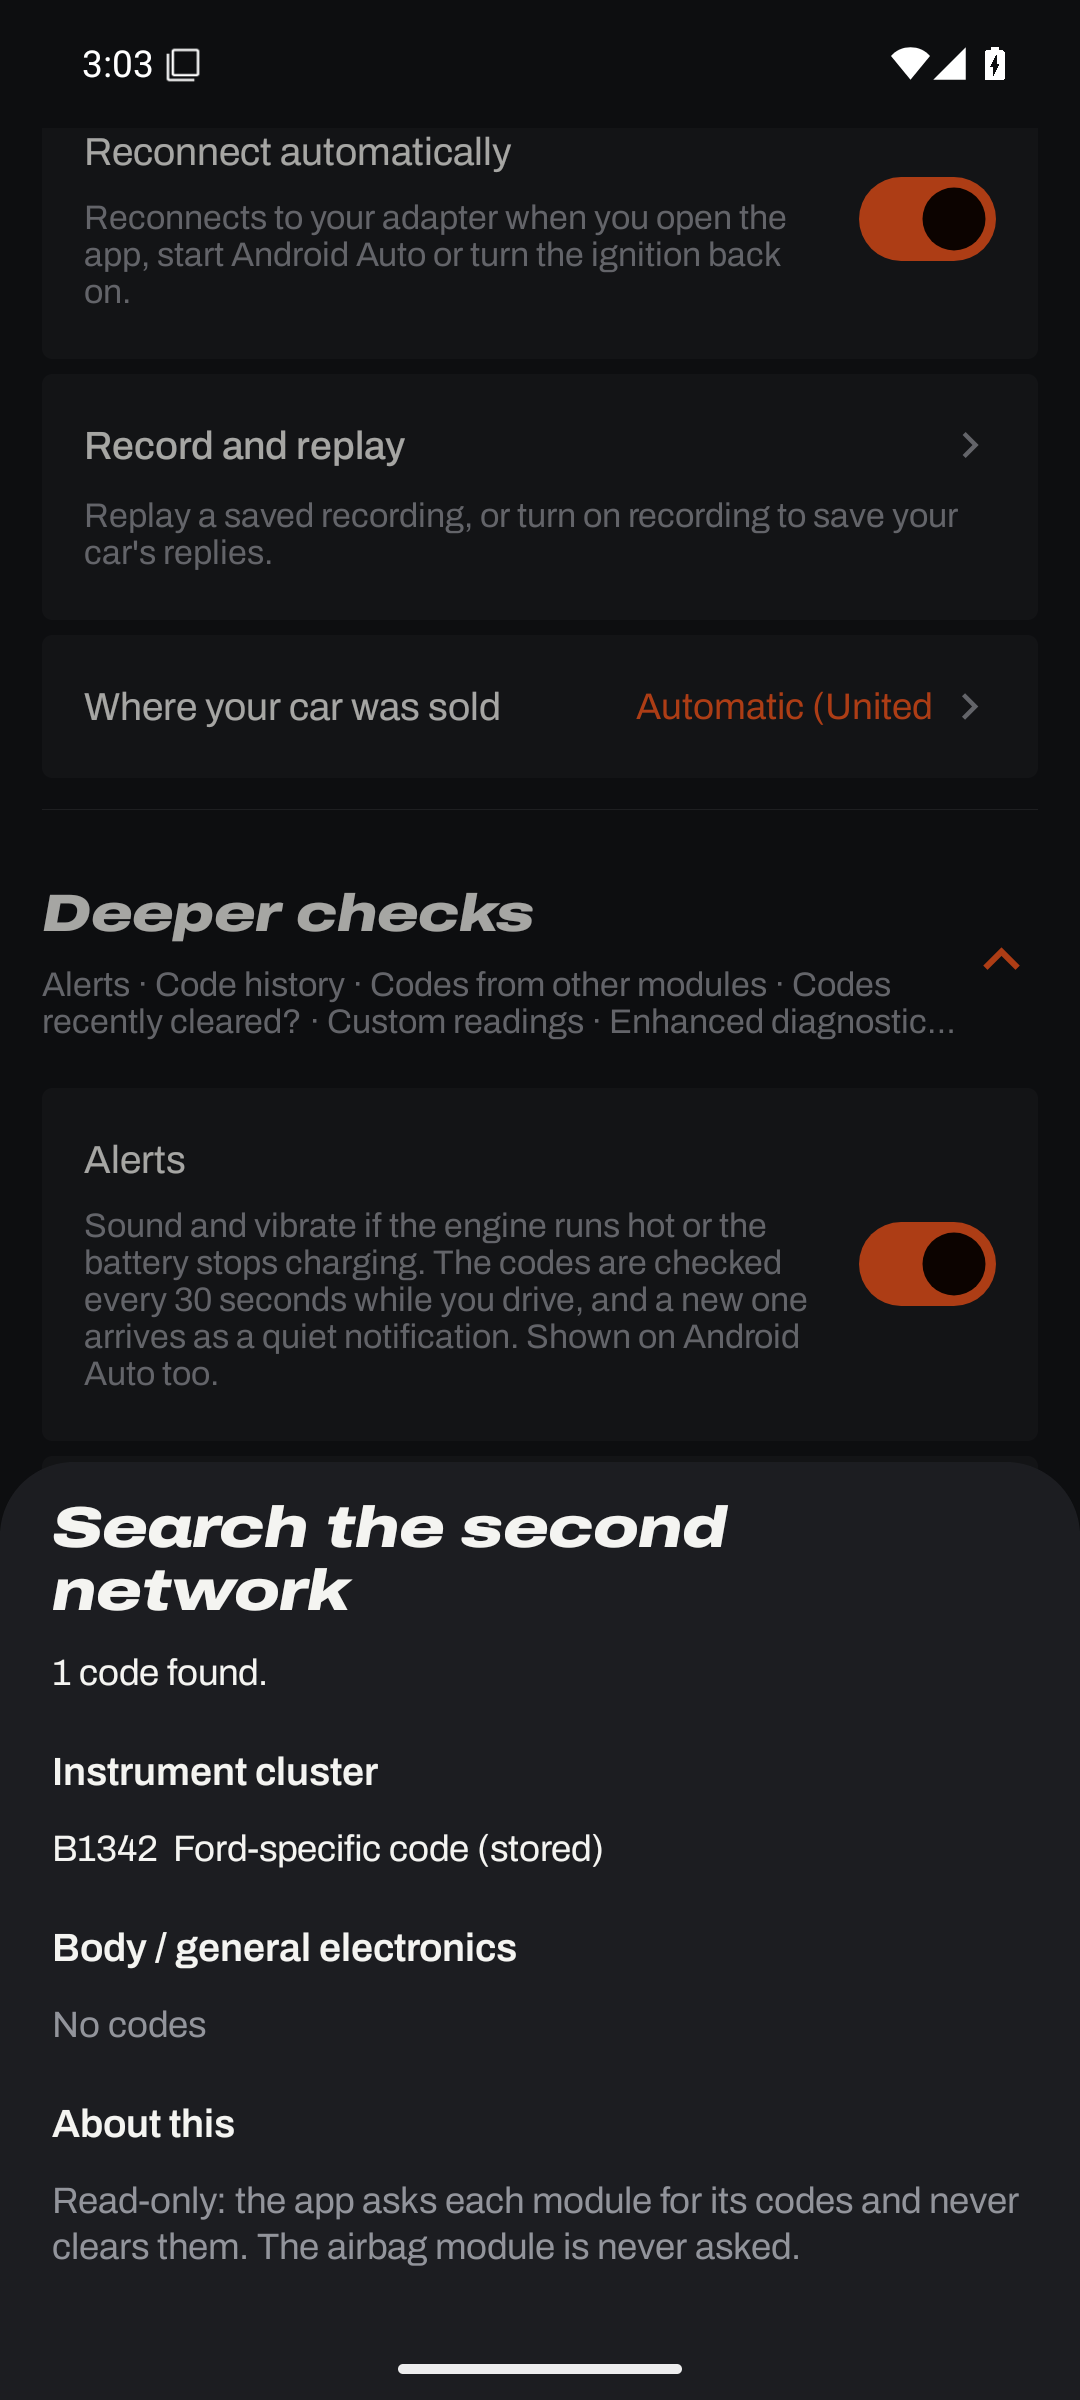 3:03
Reconnect automatically
Reconnects to your adapter when you open the
app, start Android Auto or turn the ignition back
on.
Record and replay
Replay a saved recording, or turn on recording to save your
car's replies.
Where your car was sold
Automatic (United
Deeper checks
Alerts · Code history · Codes from other modules · Codes
recently cleared? · Custom readings · Enhanced diagnostic...
Alerts
Sound and vibrate if the engine runs hot or the
battery stops charging. The codes are checked
every 30 seconds while you drive, and a new one
arrives as a quiet notification. Shown on Android
Auto too.
Search the second
network
1 code found.
Instrument cluster
B1342 Ford-specific code (stored)
Body / general electronics
No codes
About this
Read-only: the app asks each module for its codes and never
clears them. The airbag module is never asked.